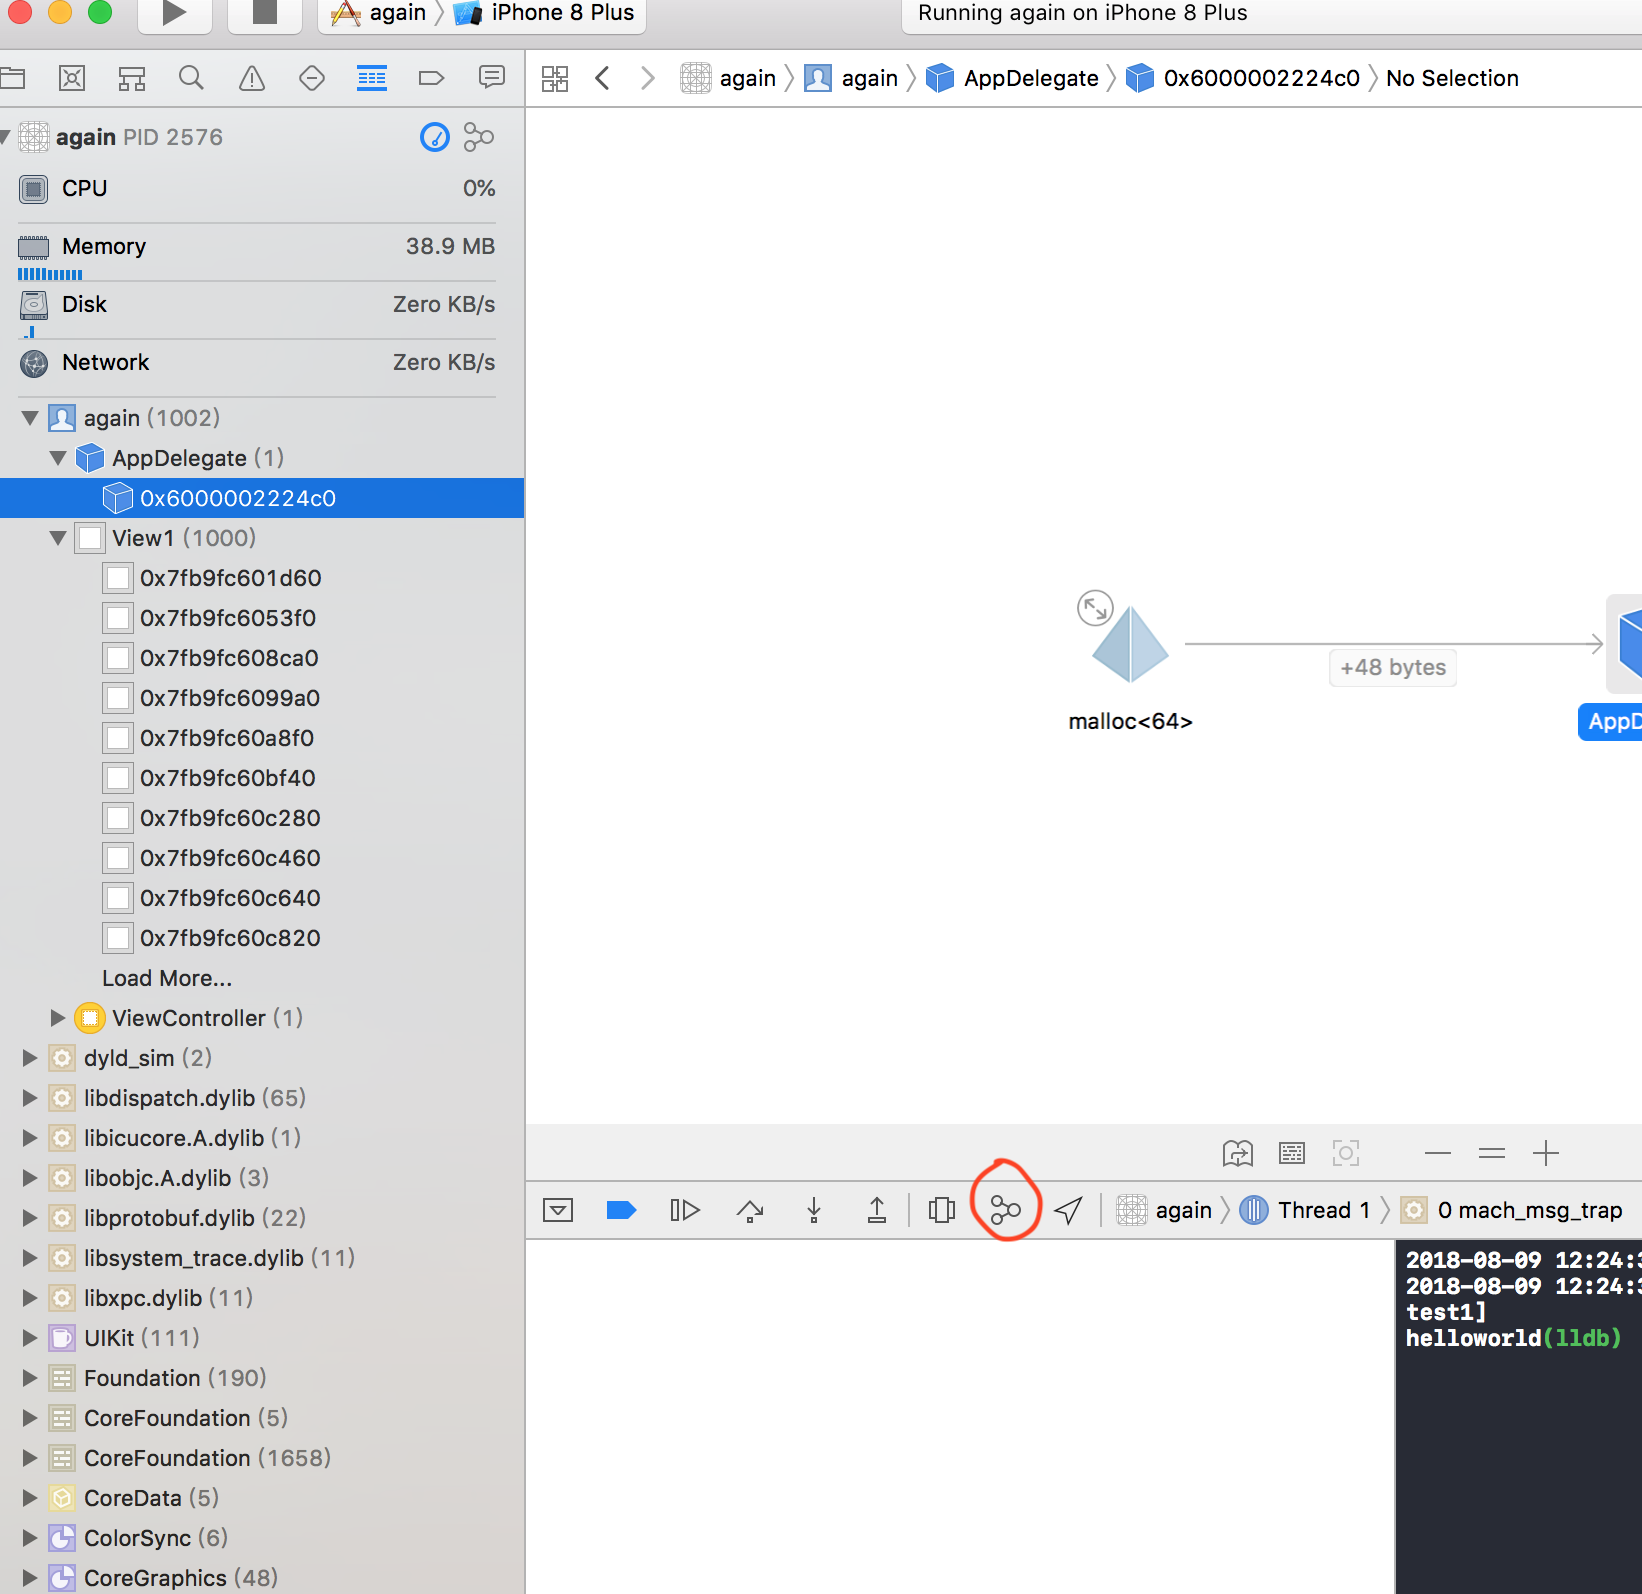 again iPhone 8 Plus
Running again on iPhone 8 Plus
again again AppDelegate 0x6000002224c0 No Selection
again PID 2576
CPU 0%
Memory 38.9 MB
Disk Zero KB/s
Network Zero KB/s
again (1002)
AppDelegate (1)
0x6000002224c0
View1 (1000)
0x7fb9fc601d60
0x7fb9fc6053f0
0x7fb9fc608ca0
0x7fb9fc6099a0
0x7fb9fc60a8f0
0x7fb9fc60bf40
0x7fb9fc60c280
0x7fb9fc60c460
0x7fb9fc60c640
0x7fb9fc60c820
Load More...
ViewController (1)
dyld_sim (2)
libdispatch.dylib (65)
libicucore.A.dylib (1)
libobjc.A.dylib (3)
libprotobuf.dylib (22)
libsystem_trace.dylib (11)
libxpc.dylib (11)
UIKit (111)
Foundation (190)
CoreFoundation (5)
CoreFoundation (1658)
CoreData (5)
ColorSync (6)
CoreGraphics (48)
+48 bytes
malloc<64>
AppD
again Thread 1 0 mach_msg_trap
2018-08-09 12:24:3
2018-08-09 12:24:3
test1]
helloworld(lldb)